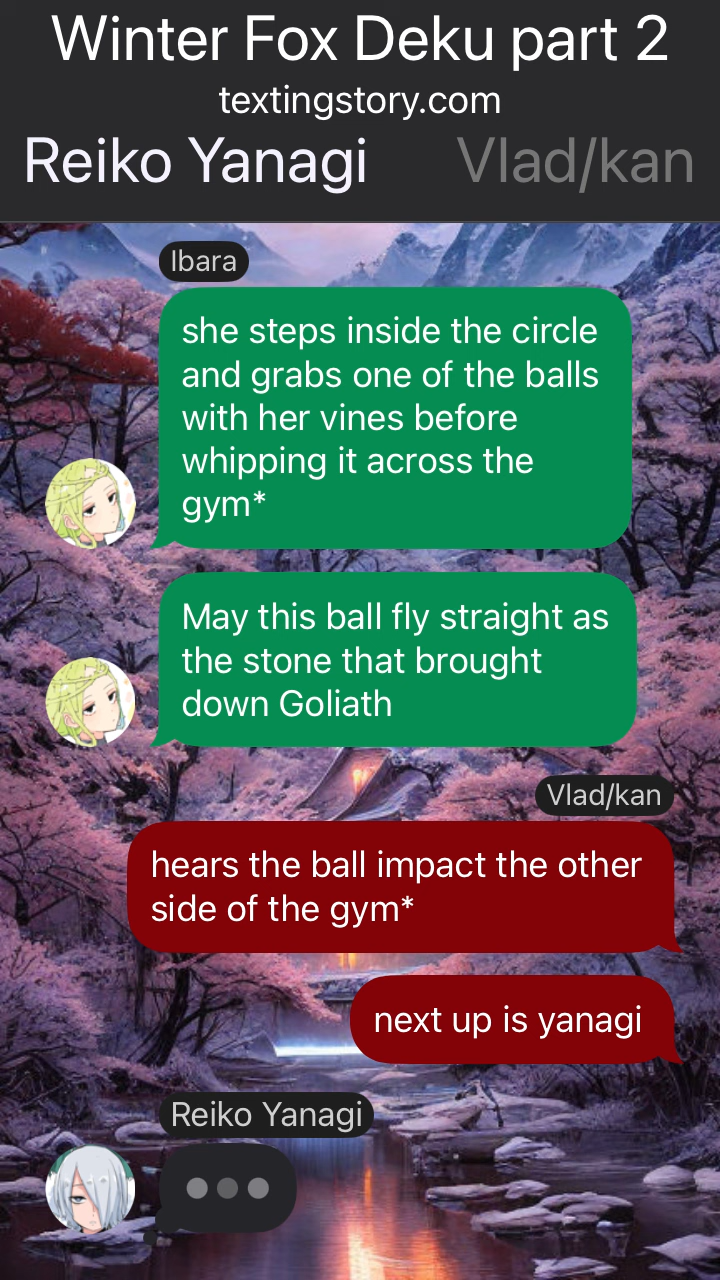 Winter Fox Deku part 2
textingstory.com
Reiko Yanagi Vlad/kan
Ibara
she steps inside the circle
and grabs one of the balls
with her vines before
whipping it across the
gym*
May this ball fly straight as
the stone that brought
down Goliath
Vlad/kan
hears the ball impact the other
side of the gym*
next up is yanagi
Reiko Yanagi